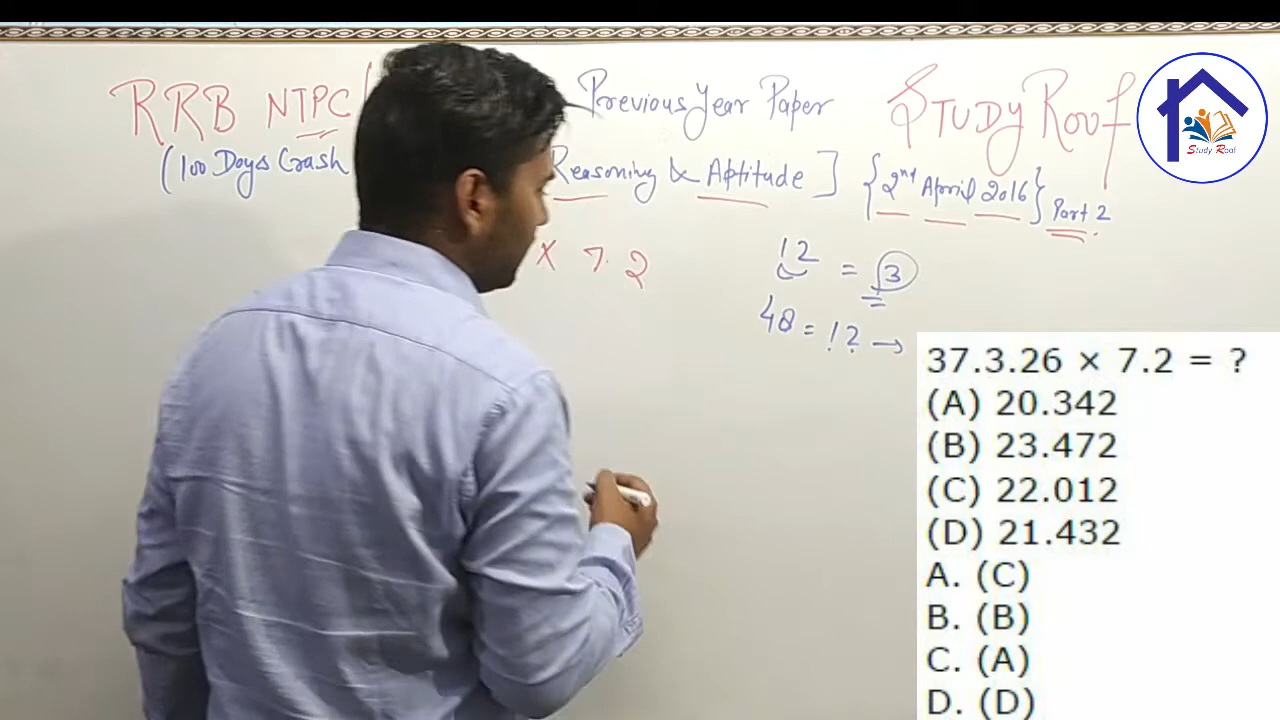 RRB NTPC ( Previous Year Paper STUDY ROOF
(100 Days Crash Reasoning & Aptitude ] {2nd April 2016} Part 2
Study Roof
x 7.2
12 = 3
48 = 12 →
37.3.26 × 7.2 = ?
(A) 20.342
(B) 23.472
(C) 22.012
(D) 21.432
A. (C)
B. (B)
C. (A)
D. (D)